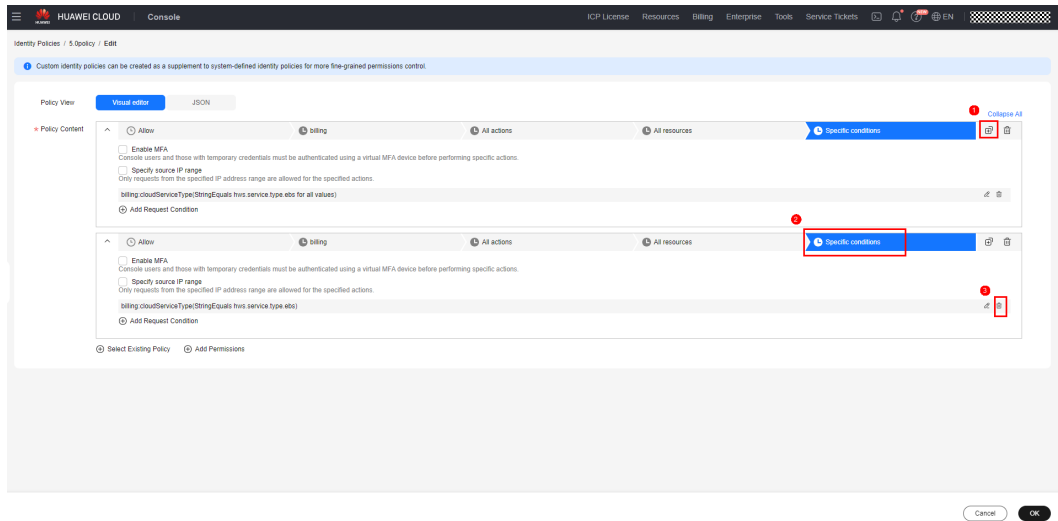 HUAWEI CLOUD | Console ICP License Resources Billing Enterprise Tools Service Tickets EN
Identity Policies / 5.0policy / Edit
Custom identity policies can be created as a supplement to system-defined identity policies for more fine-grained permissions control.
Policy View Visual editor JSON
1
Collapse All
* Policy Content Allow billing All actions All resources Specific conditions
Enable MFA
Console users and those with temporary credentials must be authenticated using a virtual MFA device before performing specific actions.
Specify source IP range
Only requests from the specified IP address range are allowed for the specified actions.
billing:cloudServiceType(StringEquals hws.service.type.ebs for all values)
Add Request Condition
2
Allow billing All actions All resources Specific conditions
Enable MFA
Console users and those with temporary credentials must be authenticated using a virtual MFA device before performing specific actions.
Specify source IP range
Only requests from the specified IP address range are allowed for the specified actions.
3
billing:cloudServiceType(StringEquals hws.service.type.ebs)
Add Request Condition
Select Existing Policy Add Permissions
Cancel OK